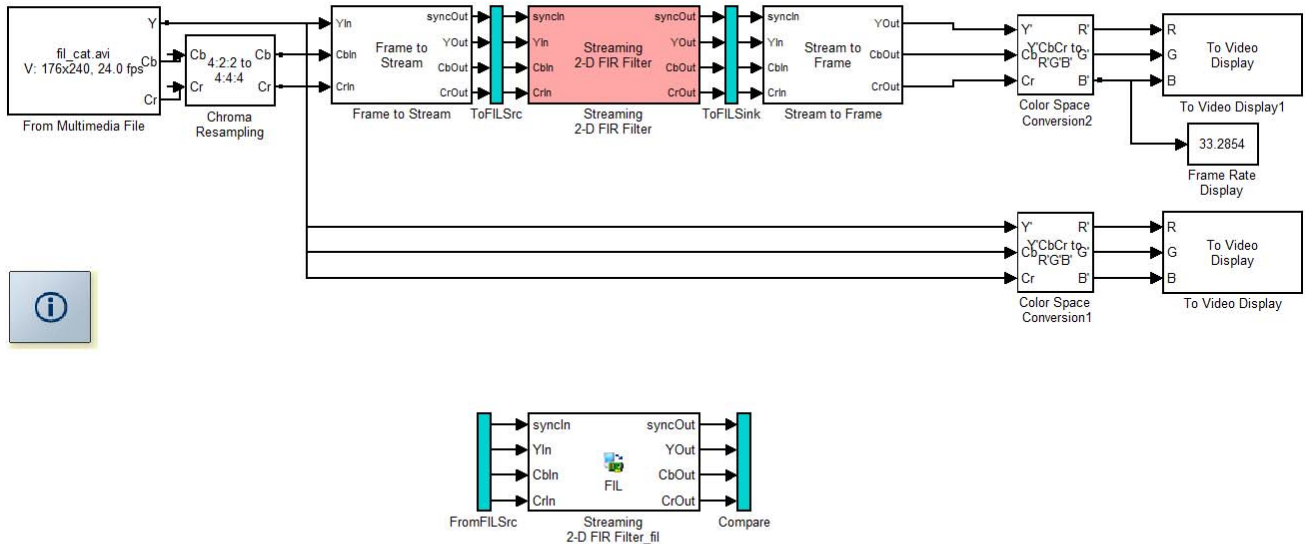 Y
fil_cat.avi
V: 176x240, 24.0 fps
Cb
Cr
From Multimedia File
Cb
4:2:2 to
4:4:4
Cb
Cr
Cr
Chroma
Resampling
YIn
CbIn
CrIn
Frame to
Stream
syncOut
YOut
CbOut
CrOut
Frame to Stream
ToFILSrc
syncIn
YIn
CbIn
CrIn
Streaming
2-D FIR Filter
syncOut
YOut
CbOut
CrOut
Streaming
2-D FIR Filter
ToFILSink
syncIn
YIn
CbIn
CrIn
Stream to
Frame
YOut
CbOut
CrOut
Stream to Frame
Y'
Cb
Cr
Y'CbCr to
R'G'B'
R'
G'
B'
Color Space
Conversion2
R
G
B
To Video
Display
To Video Display1
33.2854
Frame Rate
Display
Y'
Cb
Cr
Y'CbCr to
R'G'B'
R'
G'
B'
Color Space
Conversion1
R
G
B
To Video
Display
To Video Display
i
FromFILSrc
syncIn
YIn
CbIn
CrIn
FIL
syncOut
YOut
CbOut
CrOut
Streaming
2-D FIR Filter_fil
Compare